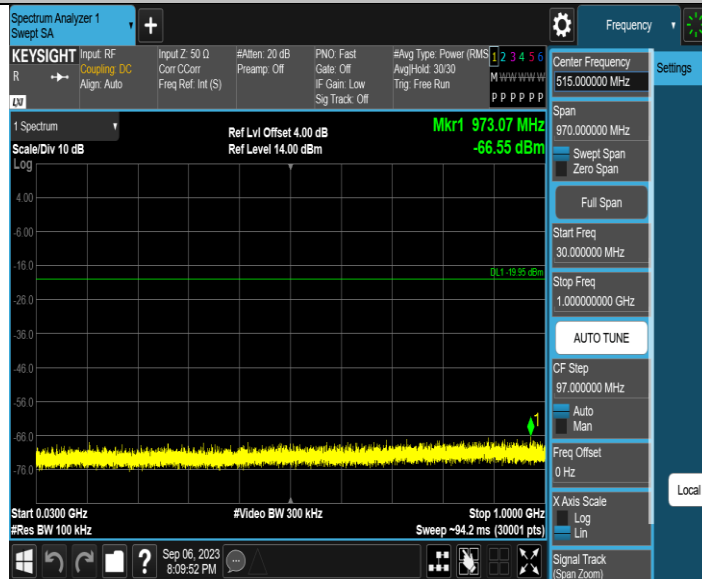 Spectrum Analyzer 1
Swept SA
+
Frequency
KEYSIGHT
R
LXI
Input: RF
Coupling: DC
Align: Auto
Input Z: 50 Ω
Corr CCorr
Freq Ref: Int (S)
#Atten: 20 dB
Preamp: Off
PNO: Fast
Gate: Off
IF Gain: Low
Sig Track: Off
#Avg Type: Power (RMS
Avg|Hold: 30/30
Trig: Free Run
1 2 3 4 5 6
M W W W W W
P P P P P P
1 Spectrum
Scale/Div 10 dB
Log
Ref Lvl Offset 4.00 dB
Ref Level 14.00 dBm
Mkr1 973.07 MHz
-66.55 dBm
4.00
-6.00
-16.0
-26.0
-36.0
-46.0
-56.0
-66.0
-76.0
DL1 -19.95 dBm
1
Start 0.0300 GHz
#Res BW 100 kHz
#Video BW 300 kHz
Stop 1.0000 GHz
Sweep ~94.2 ms (30001 pts)
?
Sep 06, 2023
8:09:52 PM
Center Frequency
515.000000 MHz
Span
970.000000 MHz
Swept Span
Zero Span
Full Span
Start Freq
30.000000 MHz
Stop Freq
1.000000000 GHz
AUTO TUNE
CF Step
97.000000 MHz
Auto
Man
Freq Offset
0 Hz
X Axis Scale
Log
Lin
Signal Track
(Span Zoom)
Settings
Local